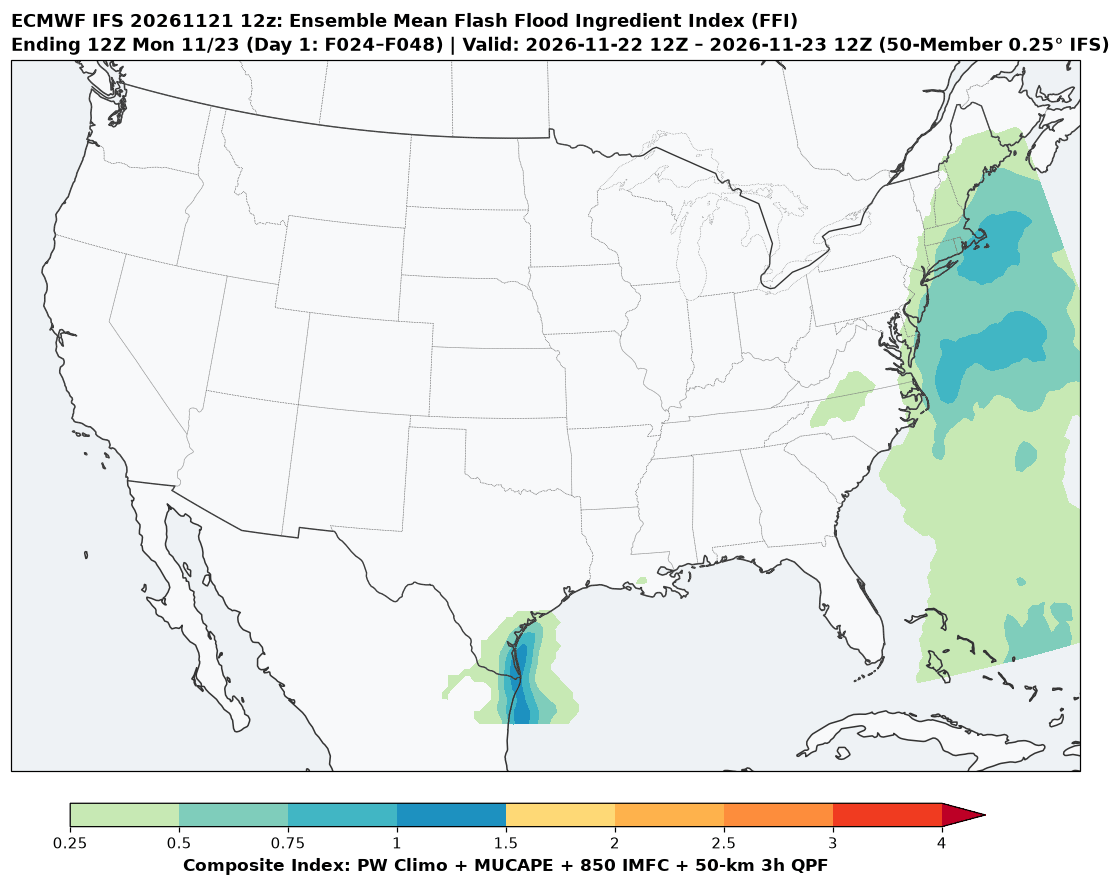 ECMWF IFS 20261121 12z: Ensemble Mean Flash Flood Ingredient Index (FFI)
Ending 12Z Mon 11/23 (Day 1: F024–F048) | Valid: 2026-11-22 12Z – 2026-11-23 12Z (50-Member 0.25° IFS)
0.25 0.5 0.75 1 1.5 2 2.5 3 4
Composite Index: PW Climo + MUCAPE + 850 IMFC + 50-km 3h QPF